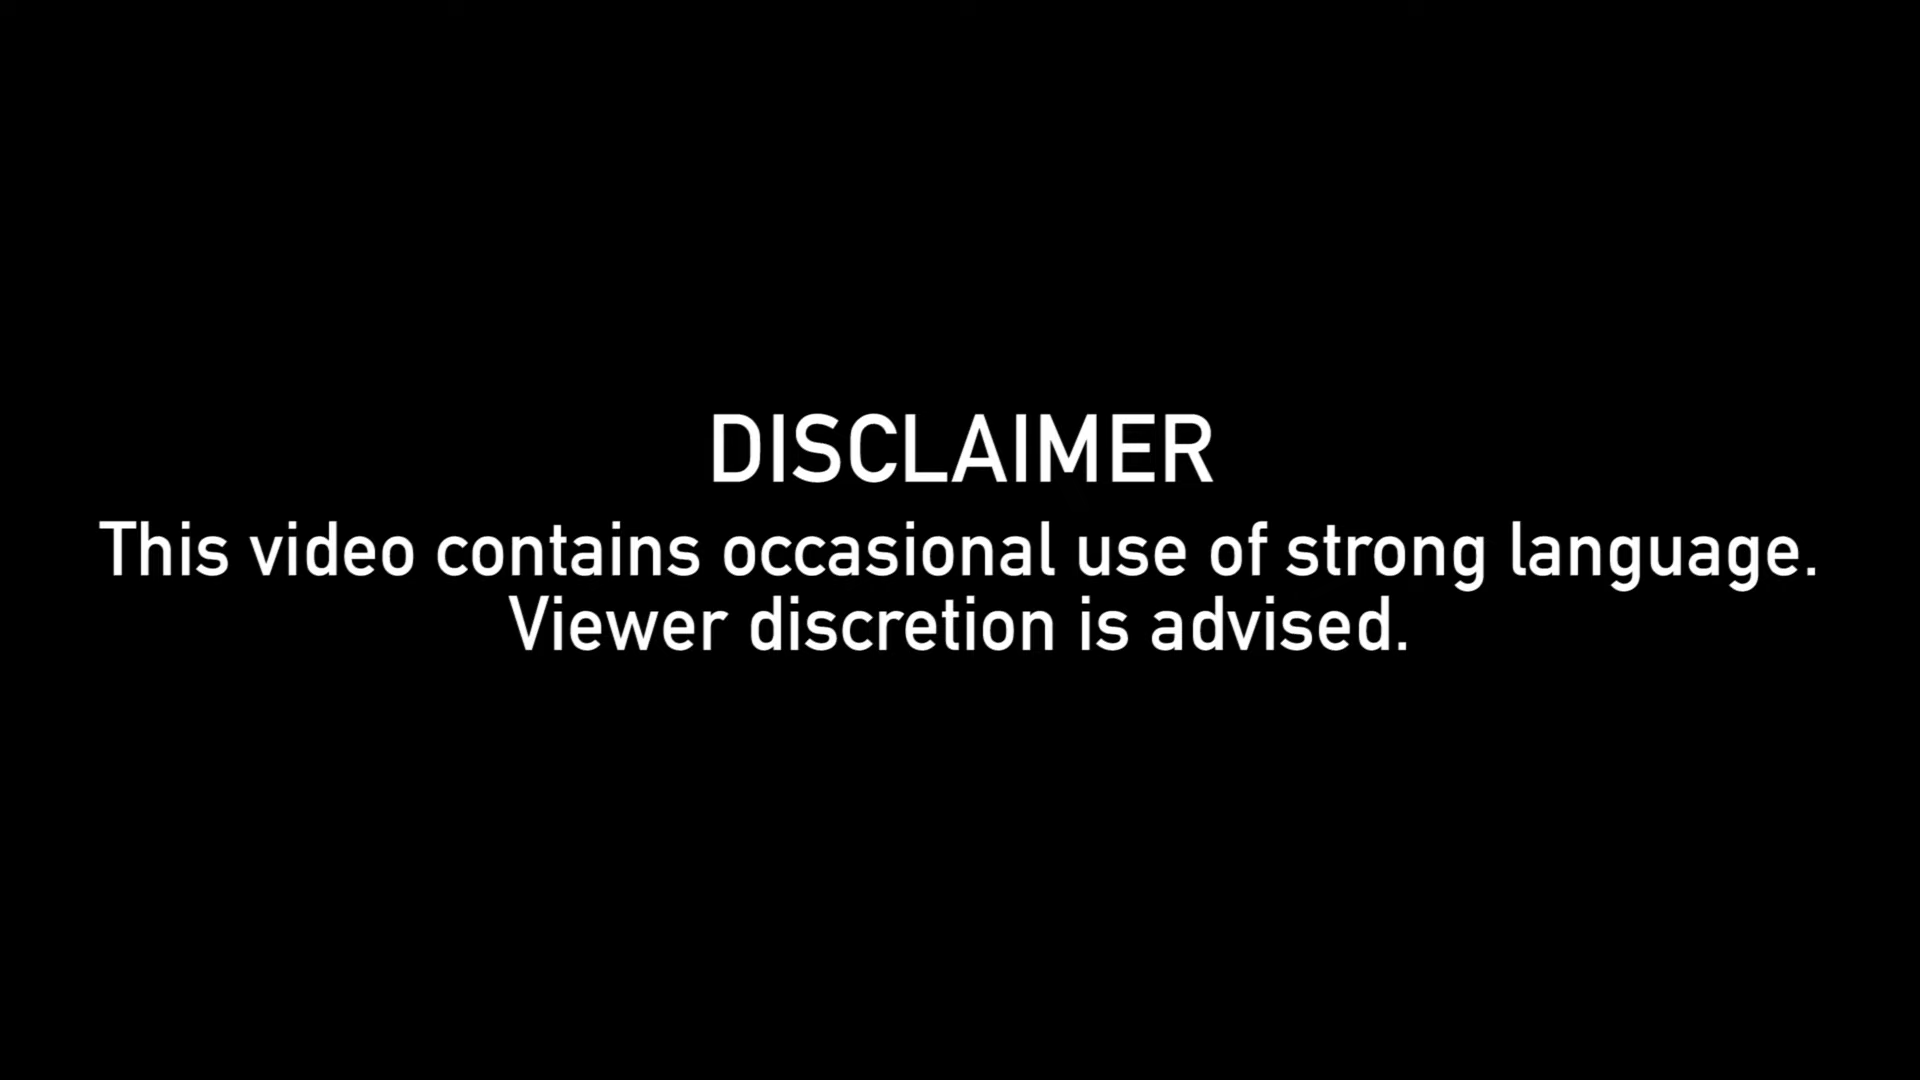 DISCLAIMER
This video contains occasional use of strong language.
Viewer discretion is advised.